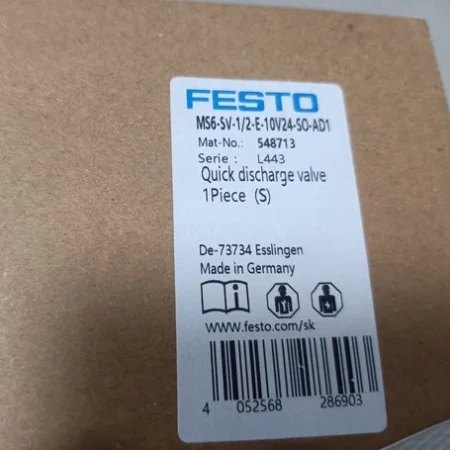 FESTO
MS6-SV-1/2-E-10V24-SO-AD1
Mat-No.: 548713
Serie : L443
Quick discharge valve
1Piece (S)
De-73734 Esslingen
Made in Germany
www.festo.com/sk
4 052568 286903